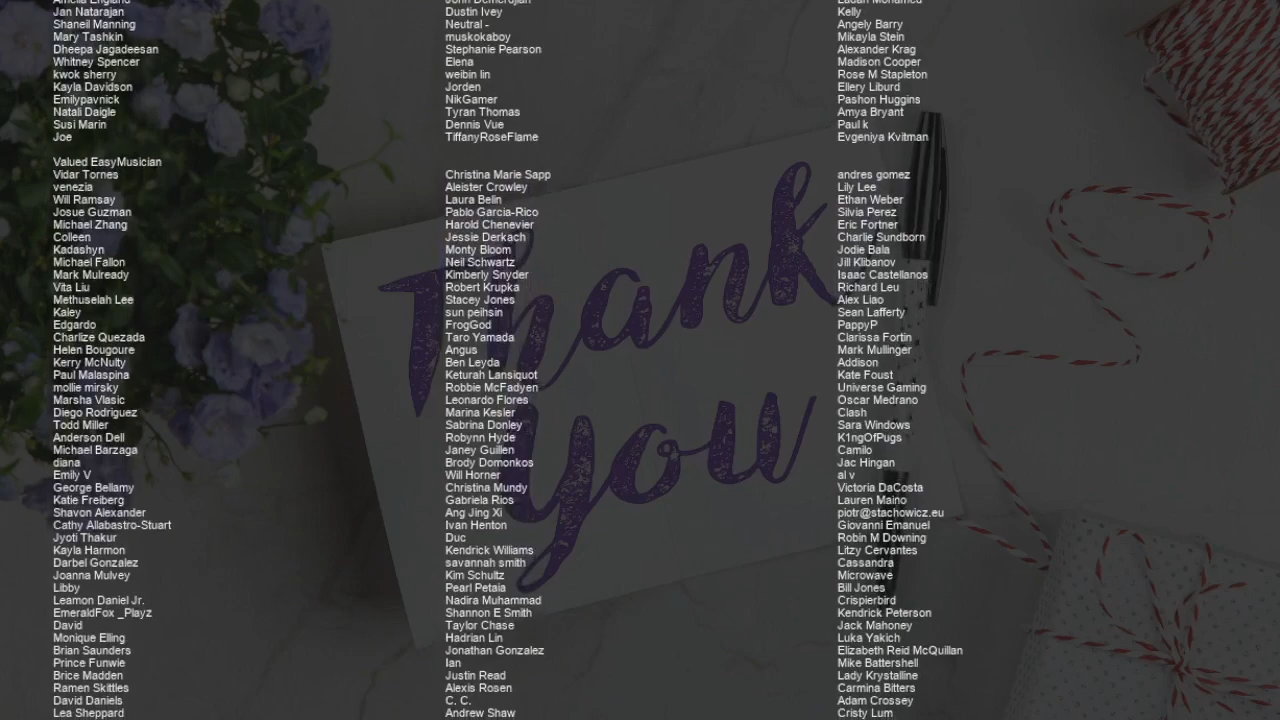 Jan Natarajan
Shaneil Manning
Mary Tashkin
Dheepa Jagadeesan
Whitney Spencer
kwok sherry
Kayla Davidson
Emilypavnick
Natali Daigle
Susi Marin
Joe
Dustin Ivey
Neutral -
muskokaboy
Stephanie Pearson
Elena
weibin lin
Jorden
NikGamer
Tyran Thomas
Dennis Vue
TiffanyRoseFlame
Kelly
Angely Barry
Mikayla Stein
Alexander Krag
Madison Cooper
Rose M Stapleton
Ellery Liburd
Pashon Huggins
Amya Bryant
Paul k
Evgeniya Kvitman
Valued EasyMusician
Vidar Tornes
venezia
Will Ramsay
Josue Guzman
Michael Zhang
Colleen
Kadashyn
Michael Fallon
Mark Mulready
Vita Liu
Methuselah Lee
Kaley
Edgardo
Charlize Quezada
Helen Bougoure
Kerry McNulty
Paul Malaspina
mollie mirsky
Marsha Vlasic
Diego Rodriguez
Todd Miller
Anderson Dell
Michael Barzaga
diana
Emily V
George Bellamy
Katie Freiberg
Shavon Alexander
Cathy Allabastro-Stuart
Jyoti Thakur
Kayla Harmon
Darbel Gonzalez
Joanna Mulvey
Libby
Leamon Daniel Jr.
EmeraldFox _Playz
David
Monique Elling
Brian Saunders
Prince Funwie
Brice Madden
Ramen Skittles
David Daniels
Lea Sheppard
Christina Marie Sapp
Aleister Crowley
Laura Belin
Pablo Garcia-Rico
Harold Chenevier
Jessie Derkach
Monty Bloom
Neil Schwartz
Kimberly Snyder
Robert Krupka
Stacey Jones
sun peihsin
FrogGod
Taro Yamada
Angus
Ben Leyda
Keturah Lansiquot
Robbie McFadyen
Leonardo Flores
Marina Kesler
Sabrina Donley
Robynn Hyde
Janey Guillen
Brody Domonkos
Will Horner
Christina Mundy
Gabriela Rios
Ang Jing Xi
Ivan Henton
Duc
Kendrick Williams
savannah smith
Kim Schultz
Pearl Petaia
Nadira Muhammad
Shannon E Smith
Taylor Chase
Hadrian Lin
Jonathan Gonzalez
Ian
Justin Read
Alexis Rosen
C. C.
Andrew Shaw
andres gomez
Lily Lee
Ethan Weber
Silvia Perez
Eric Fortner
Charlie Sundborn
Jodie Bala
Jill Klibanov
Isaac Castellanos
Richard Leu
Alex Liao
Sean Lafferty
PappyP
Clarissa Fortin
Mark Mullinger
Addison
Kate Foust
Universe Gaming
Oscar Medrano
Clash
Sara Windows
K1ngOfPugs
Camilo
Jac Hingan
al v
Victoria DaCosta
Lauren Maino
piotr@stachowicz.eu
Giovanni Emanuel
Robin M Downing
Litzy Cervantes
Cassandra
Microwave
Bill Jones
Crispierbird
Kendrick Peterson
Jack Mahoney
Luka Yakich
Elizabeth Reid McQuillan
Mike Battershell
Lady Krystalline
Carmina Bitters
Adam Crossey
Cristy Lum
Thank
you